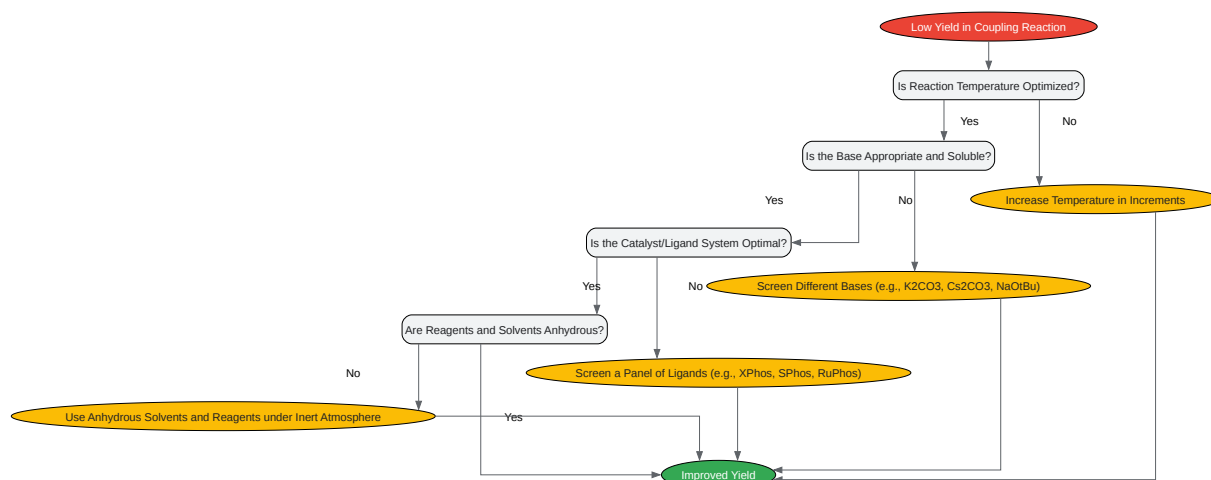 Low Yield in Coupling Reaction
Is Reaction Temperature Optimized?
Yes
No
Is the Base Appropriate and Soluble?
Yes
No
Increase Temperature in Increments
Is the Catalyst/Ligand System Optimal?
Yes
No
Screen Different Bases (e.g., K2CO3, Cs2CO3, NaOtBu)
Are Reagents and Solvents Anhydrous?
No
Screen a Panel of Ligands (e.g., XPhos, SPhos, RuPhos)
Use Anhydrous Solvents and Reagents under Inert Atmosphere
Yes
Improved Yield